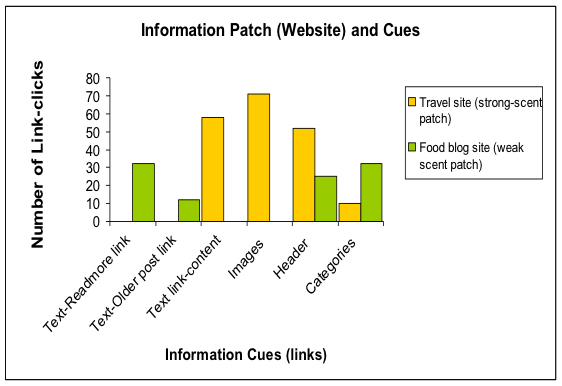 Information Patch (Website) and Cues
Number of Link-clicks
80
70
60
50
40
30
20
10
0
Text-Readmore link
Text-Older post link
Text link-content
Images
Header
Categories
Information Cues (links)
Travel site (strong-scent
patch)
Food blog site (weak
scent patch)